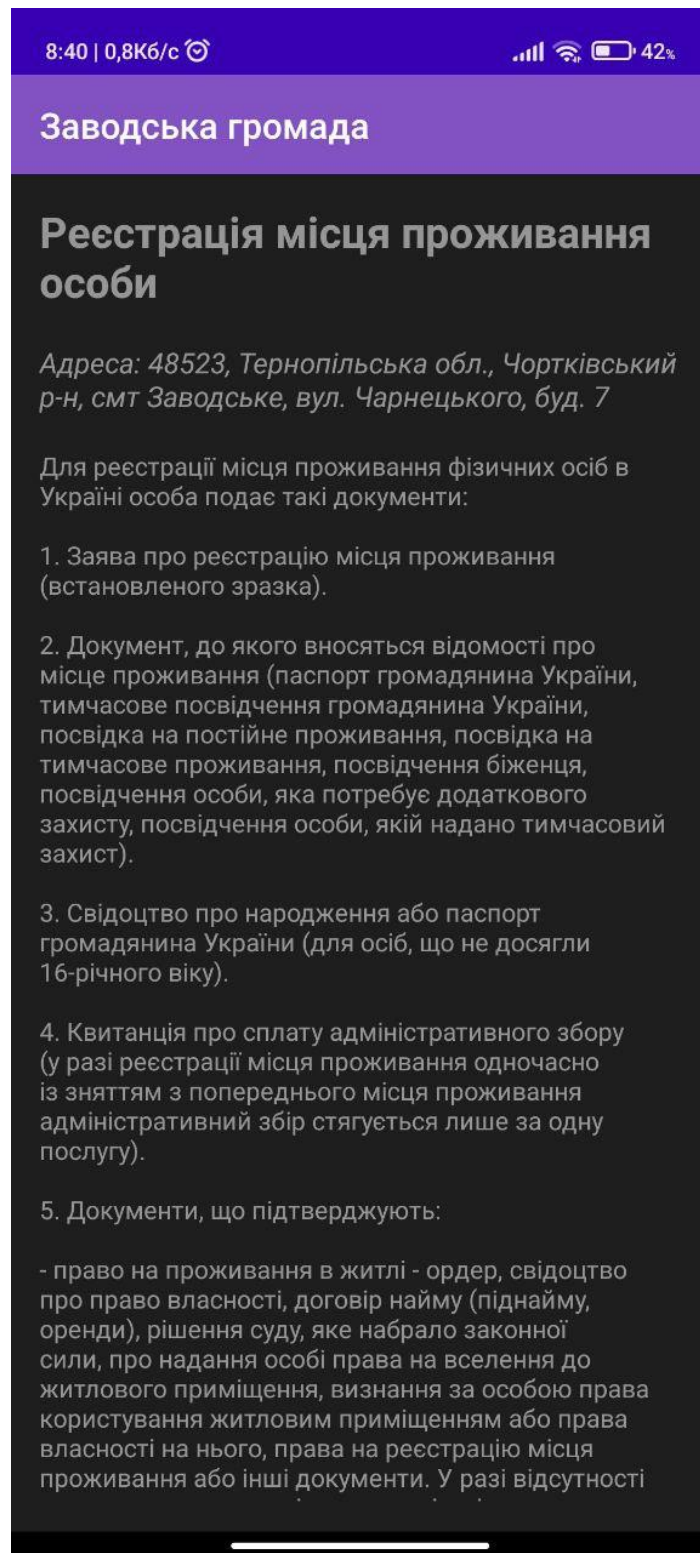 8:40 | 0,8Кб/с
42%
Заводська громада
Реєстрація місця проживання
особи
Адреса: 48523, Тернопільська обл., Чортківський
р-н, смт Заводське, вул. Чарнецького, буд. 7
Для реєстрації місця проживання фізичних осіб в
Україні особа подає такі документи:
1. Заява про реєстрацію місця проживання
(встановленого зразка).
2. Документ, до якого вносяться відомості про
місце проживання (паспорт громадянина України,
тимчасове посвідчення громадянина України,
посвідка на постійне проживання, посвідка на
тимчасове проживання, посвідчення біженця,
посвідчення особи, яка потребує додаткового
захисту, посвідчення особи, якій надано тимчасовий
захист).
3. Свідоцтво про народження або паспорт
громадянина України (для осіб, що не досягли
16-річного віку).
4. Квитанція про сплату адміністративного збору
(у разі реєстрації місця проживання одночасно
із зняттям з попереднього місця проживання
адміністративний збір стягується лише за одну
послугу).
5. Документи, що підтверджують:
- право на проживання в житлі - ордер, свідоцтво
про право власності, договір найму (піднайму,
оренди), рішення суду, яке набрало законної
сили, про надання особі права на вселення до
житлового приміщення, визнання за особою права
користування житловим приміщенням або права
власності на нього, права на реєстрацію місця
проживання або інші документи. У разі відсутності